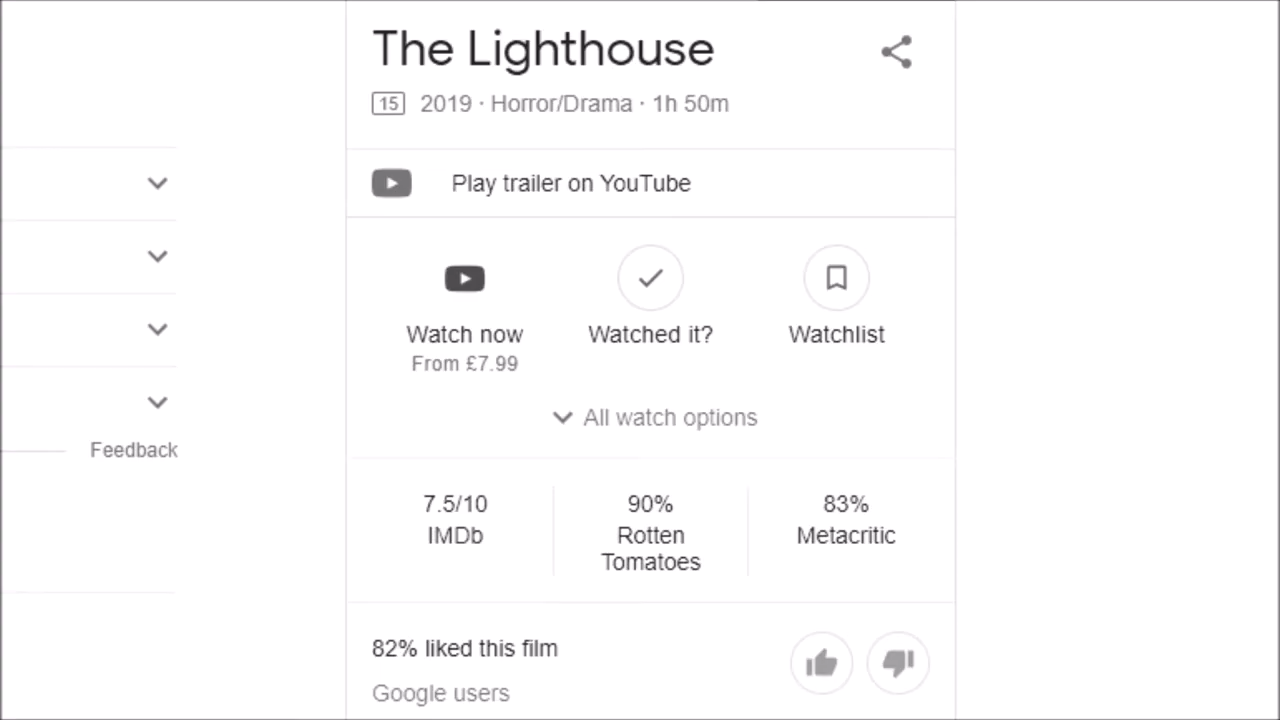 The Lighthouse
15 2019 · Horror/Drama · 1h 50m
Play trailer on YouTube
Watch now
From £7.99
Watched it?
Watchlist
All watch options
Feedback
7.5/10
IMDb
90%
Rotten
Tomatoes
83%
Metacritic
82% liked this film
Google users